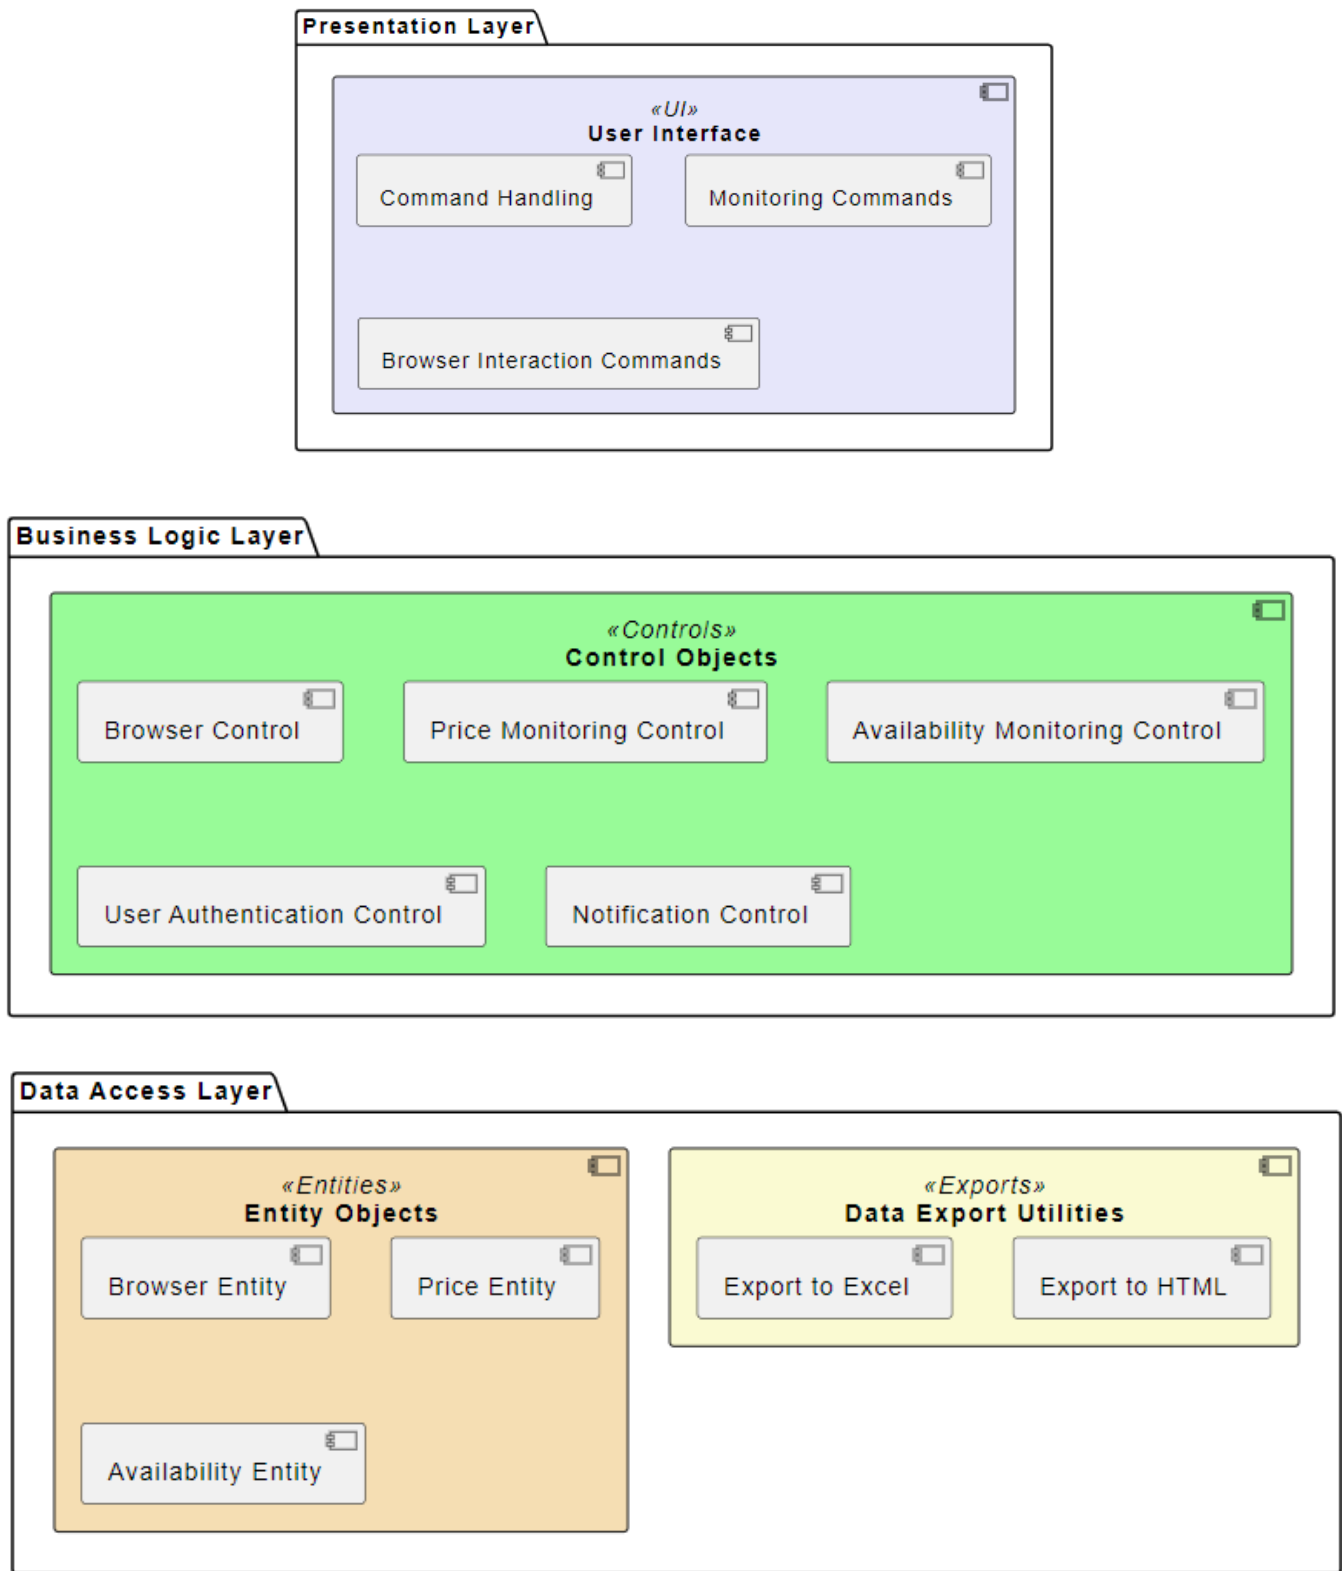 Presentation Layer
«UI»
User Interface
Command Handling
Monitoring Commands
Browser Interaction Commands
Business Logic Layer
«Controls»
Control Objects
Browser Control
Price Monitoring Control
Availability Monitoring Control
User Authentication Control
Notification Control
Data Access Layer
«Entities»
Entity Objects
Browser Entity
Price Entity
Availability Entity
«Exports»
Data Export Utilities
Export to Excel
Export to HTML